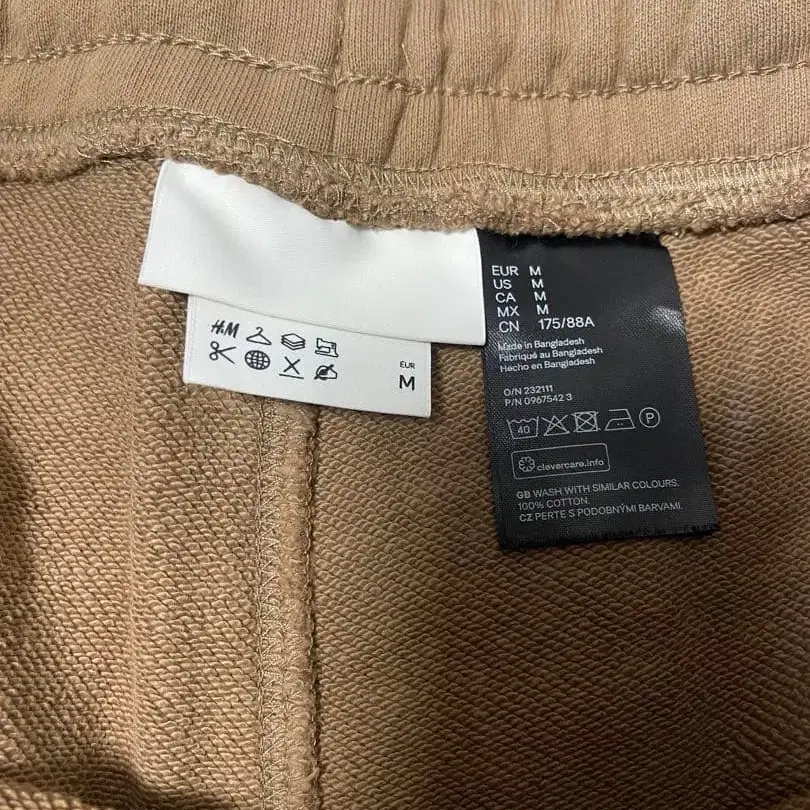 H&M
EUR
M
EUR M
US M
CA M
MX M
CN 175/88A
Made in Bangladesh
Fabriqué au Bangladesh
Hecho en Bangladesh
O/N 232111
P/N 0967542 3
40
P
clevercare.info
GB WASH WITH SIMILAR COLOURS.
100% COTTON.
CZ PERTE S PODOBNÝMI BARVAMI.